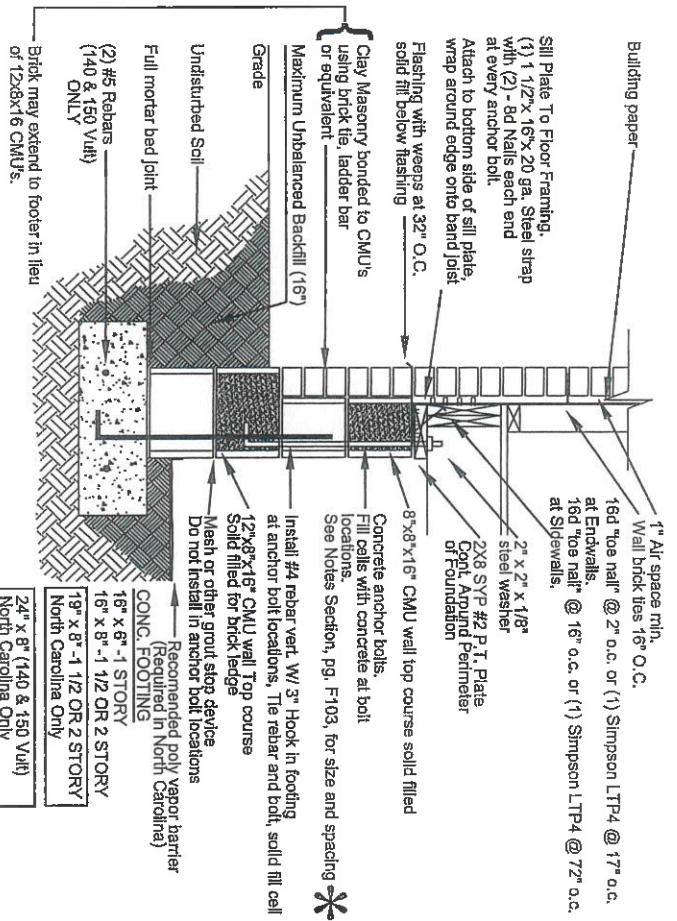 Building paper
Sill Plate To Floor Framing.
(1) 1 1/2"x 16"x 20 ga. Steel strap
with (2) - 8d Nails each end
at every anchor bolt.
Attach to bottom side of sill plate,
wrap around edge onto band joist
Flashing with weeps at 32" O.C.
solid fill below flashing
Clay Masonry bonded to CMU's
using brick tie, ladder bar
or equivalent
Maximum Unbalanced Backfill (16")
Grade
Undisturbed Soil
Full mortar bed joint
(2) #5 Rebars
(140 & 150 Vult)
ONLY
Brick may extend to footer in lieu
of 12x8x16 CMU's.
1" Air space min.
Wall brick ties 16" O.C.
16d "toe nail" @ 2" o.c. or (1) Simpson LTP4 @ 17" o.c.
at Endwalls.
16d "toe nail" @ 16" o.c. or (1) Simpson LTP4 @ 72" o.c.
at Sidewalls.
2" x 2" x 1/8"
steel washer
2X8 SYP #2 P.T. Plate
Cont. Around Perimeter
of Foundation
8"x8"x16" CMU wall top course solid filled
Concrete anchor bolts.
Fill cells with concrete at bolt
locations.
See Notes Section, pg. F103, for size and spacing *
Install #4 rebar vert. W/ 3" Hook in footing
at anchor bolt locations, Tie rebar and bolt, solid fill cell
12"x8"x16" CMU wall Top course
Solid filled for brick ledge
Mesh or other grout stop device
Do not install in anchor bolt locations
Recomanded poly vapor barrier
(Required in North Carolina)
CONC. FOOTING
16" x 6" -1 STORY
16" x 8" -1 1/2 OR 2 STORY
19" x 8" -1 1/2 OR 2 STORY
North Carolina Only
24" x 8" (140 & 150 Vult)
North Carolina Only